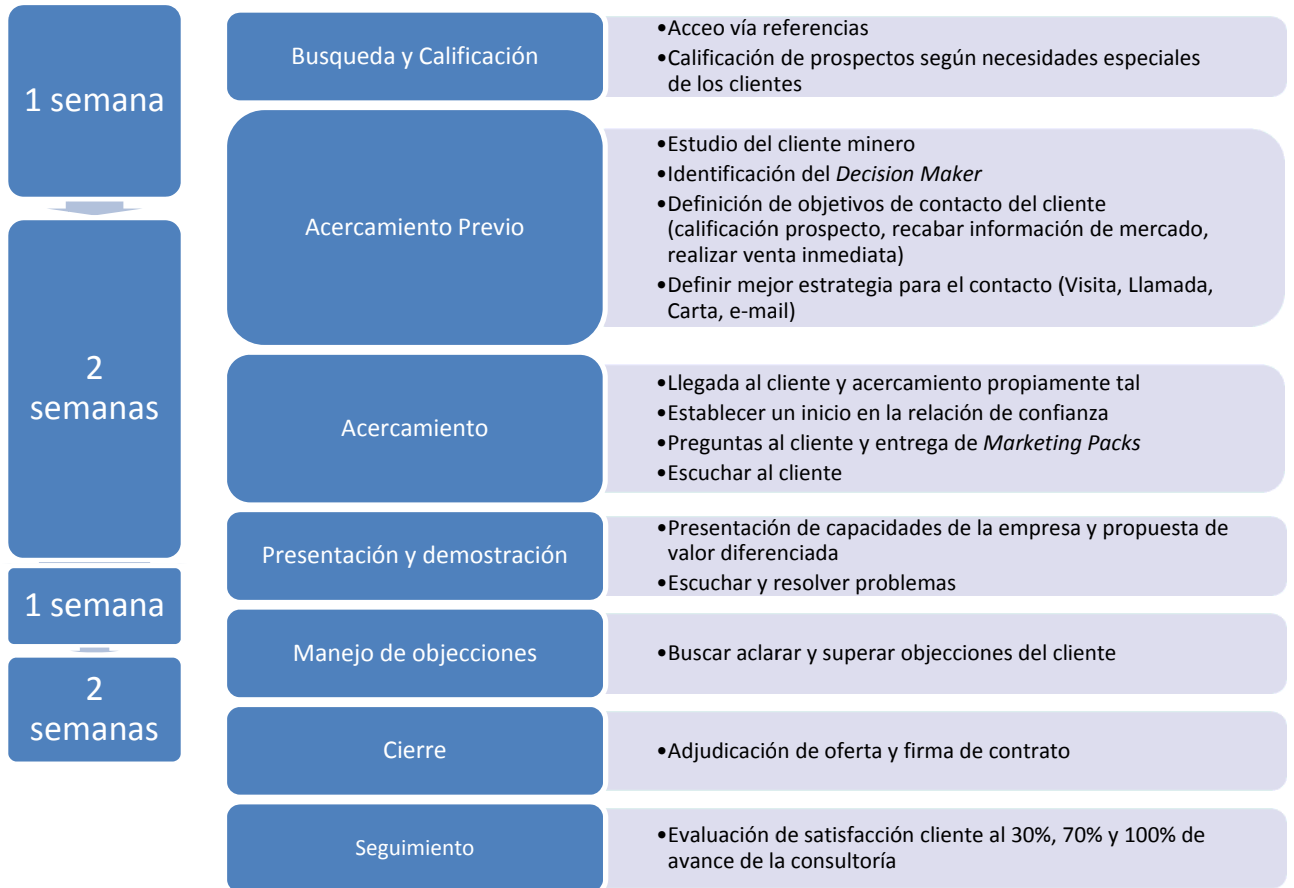 1 semana
2
semanas
1 semana
2
semanas
Busqueda y Calificación
•Acceo vía referencias
•Calificación de prospectos según necesidades especiales
de los clientes
Acercamiento Previo
•Estudio del cliente minero
•Identificación del Decision Maker
•Definición de objetivos de contacto del cliente
(calificación prospecto, recabar información de mercado,
realizar venta inmediata)
•Definir mejor estrategia para el contacto (Visita, Llamada,
Carta, e-mail)
Acercamiento
•Llegada al cliente y acercamiento propiamente tal
•Establecer un inicio en la relación de confianza
•Preguntas al cliente y entrega de Marketing Packs
•Escuchar al cliente
Presentación y demostración
•Presentación de capacidades de la empresa y propuesta de
valor diferenciada
•Escuchar y resolver problemas
Manejo de objecciones
•Buscar aclarar y superar objecciones del cliente
Cierre
•Adjudicación de oferta y firma de contrato
Seguimiento
•Evaluación de satisfacción cliente al 30%, 70% y 100% de
avance de la consultoría